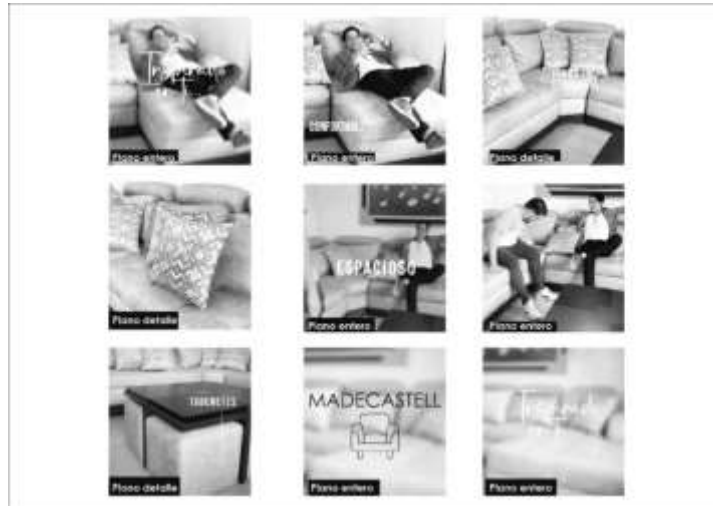 Plano entero
CONFORTABLE
Plano entero
Plano detalle
Plano detalle
ESPACIOSO
Plano entero
Plano entero
TABURETES
Plano detalle
MADECASTELL
Plano entero
Plano entero